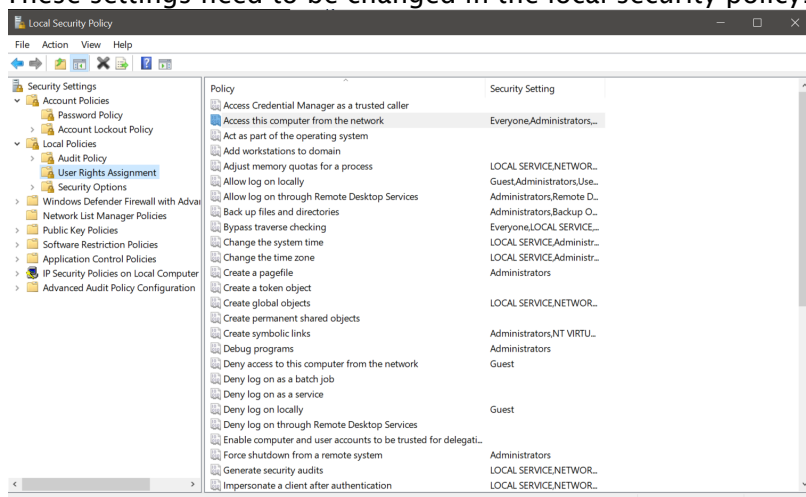 These settings need to be changed in the local security policy.
Local Security Policy
File Action View Help
Security Settings
Account Policies
Password Policy
Account Lockout Policy
Local Policies
Audit Policy
User Rights Assignment
Security Options
Windows Defender Firewall with Advan
Network List Manager Policies
Public Key Policies
Software Restriction Policies
Application Control Policies
IP Security Policies on Local Computer
Advanced Audit Policy Configuration
Policy Security Setting
Access Credential Manager as a trusted caller
Access this computer from the network Everyone,Administrators,...
Act as part of the operating system
Add workstations to domain
Adjust memory quotas for a process LOCAL SERVICE,NETWOR...
Allow log on locally Guest,Administrators,Use...
Allow log on through Remote Desktop Services Administrators,Remote D...
Back up files and directories Administrators,Backup O...
Bypass traverse checking Everyone,LOCAL SERVICE,...
Change the system time LOCAL SERVICE,Administr...
Change the time zone LOCAL SERVICE,Administr...
Create a pagefile Administrators
Create a token object
Create global objects LOCAL SERVICE,NETWOR...
Create permanent shared objects
Create symbolic links Administrators,NT VIRTU...
Debug programs Administrators
Deny access to this computer from the network Guest
Deny log on as a batch job
Deny log on as a service
Deny log on locally Guest
Deny log on through Remote Desktop Services
Enable computer and user accounts to be trusted for delegati...
Force shutdown from a remote system Administrators
Generate security audits LOCAL SERVICE,NETWOR...
Impersonate a client after authentication LOCAL SERVICE,NETWOR...